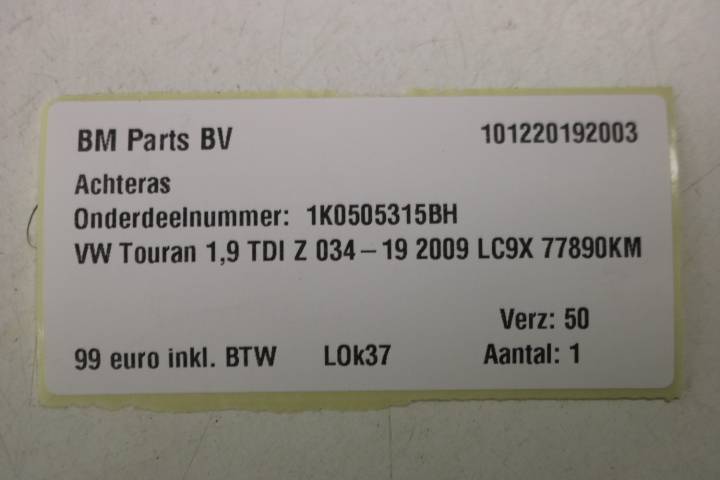 BM Parts BV 101220192003
Achteras
Onderdeelnummer: 1K0505315BH
VW Touran 1,9 TDI Z 034 – 19 2009 LC9X 77890KM
Verz: 50
99 euro inkl. BTW LOk37 Aantal: 1